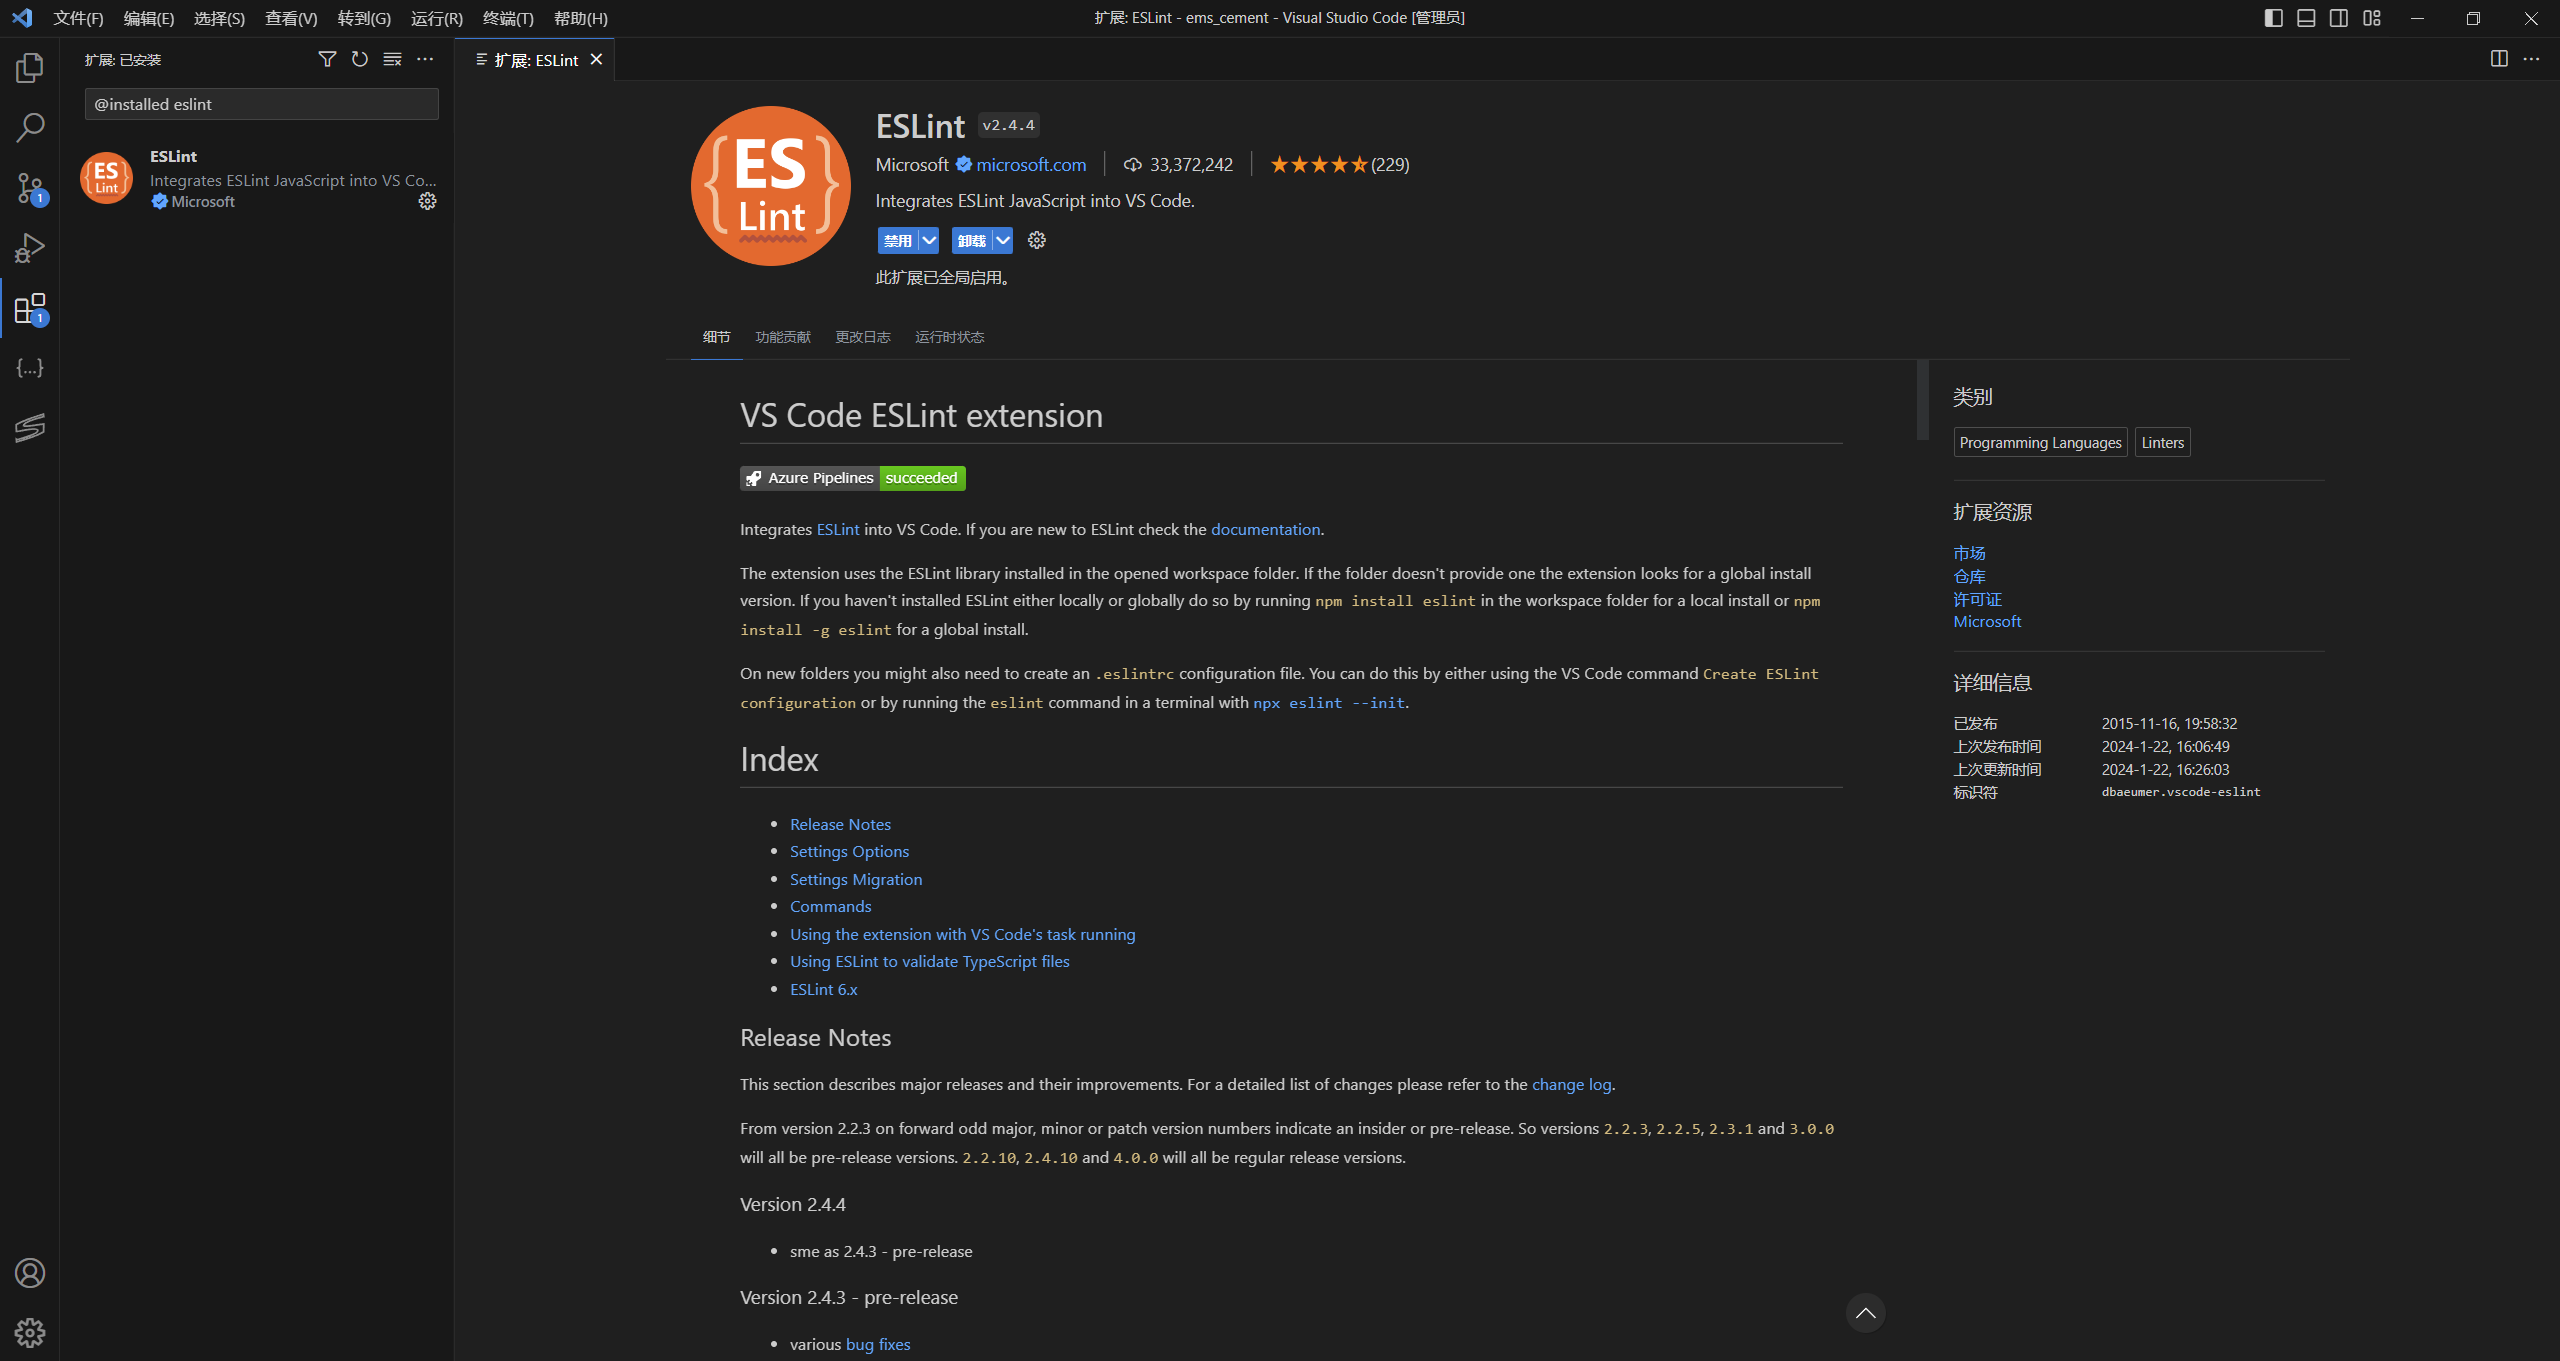 文件(F) 编辑(E) 选择(S) 查看(V) 转到(G) 运行(R) 终端(T) 帮助(H)
扩展: ESLint - ems_cement - Visual Studio Code [管理员]
扩展: 已安装
@installed eslint
ESLint
Integrates ESLint JavaScript into VS Co...
Microsoft
1
1
{...}
扩展: ESLint
{ES Lint}
ESLint v2.4.4
Microsoft microsoft.com 33,372,242 (229)
Integrates ESLint JavaScript into VS Code.
禁用 卸载
此扩展已全局启用。
细节 功能贡献 更改日志 运行时状态
VS Code ESLint extension
Azure Pipelines succeeded
Integrates ESLint into VS Code. If you are new to ESLint check the documentation.
The extension uses the ESLint library installed in the opened workspace folder. If the folder doesn't provide one the extension looks for a global install
version. If you haven't installed ESLint either locally or globally do so by running npm install eslint in the workspace folder for a local install or npm
install -g eslint for a global install.
On new folders you might also need to create an .eslintrc configuration file. You can do this by either using the VS Code command Create ESLint
configuration or by running the eslint command in a terminal with npx eslint --init.
Index
Release Notes
Settings Options
Settings Migration
Commands
Using the extension with VS Code's task running
Using ESLint to validate TypeScript files
ESLint 6.x
Release Notes
This section describes major releases and their improvements. For a detailed list of changes please refer to the change log.
From version 2.2.3 on forward odd major, minor or patch version numbers indicate an insider or pre-release. So versions 2.2.3, 2.2.5, 2.3.1 and 3.0.0
will all be pre-release versions. 2.2.10, 2.4.10 and 4.0.0 will all be regular release versions.
Version 2.4.4
sme as 2.4.3 - pre-release
Version 2.4.3 - pre-release
various bug fixes
类别
Programming Languages Linters
扩展资源
市场
仓库
许可证
Microsoft
详细信息
已发布 2015-11-16, 19:58:32
上次发布时间 2024-1-22, 16:06:49
上次更新时间 2024-1-22, 16:26:03
标识符 dbaeumer.vscode-eslint